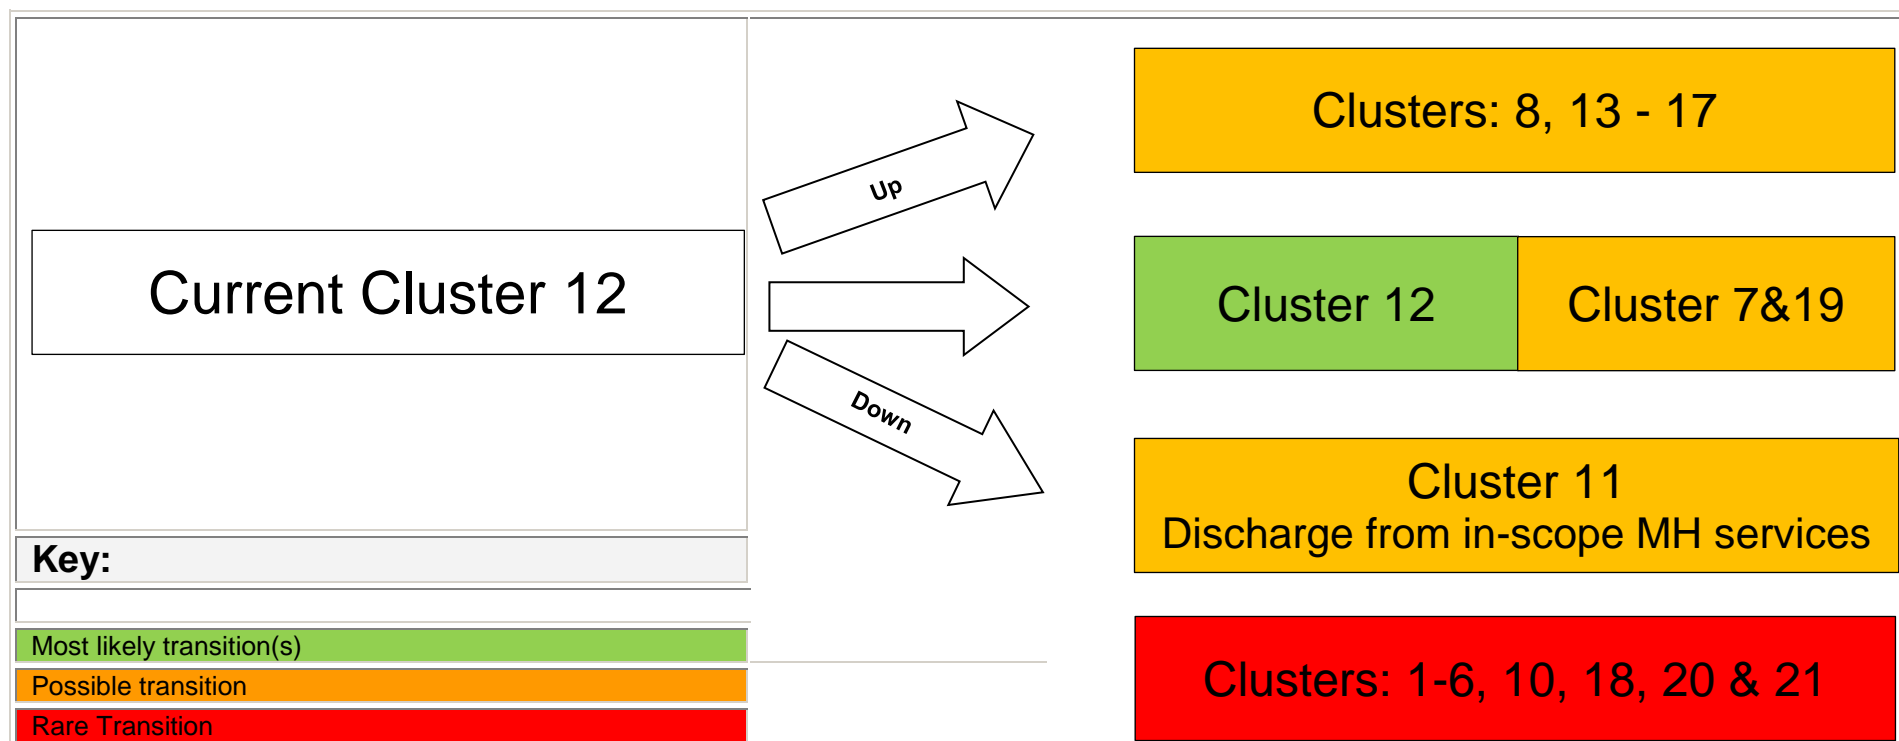 Current Cluster 12
Up
Down
Clusters: 8, 13 - 17
Cluster 12
Cluster 7&19
Cluster 11
Discharge from in-scope MH services
Clusters: 1-6, 10, 18, 20 & 21
Key:
Most likely transition(s)
Possible transition
Rare Transition